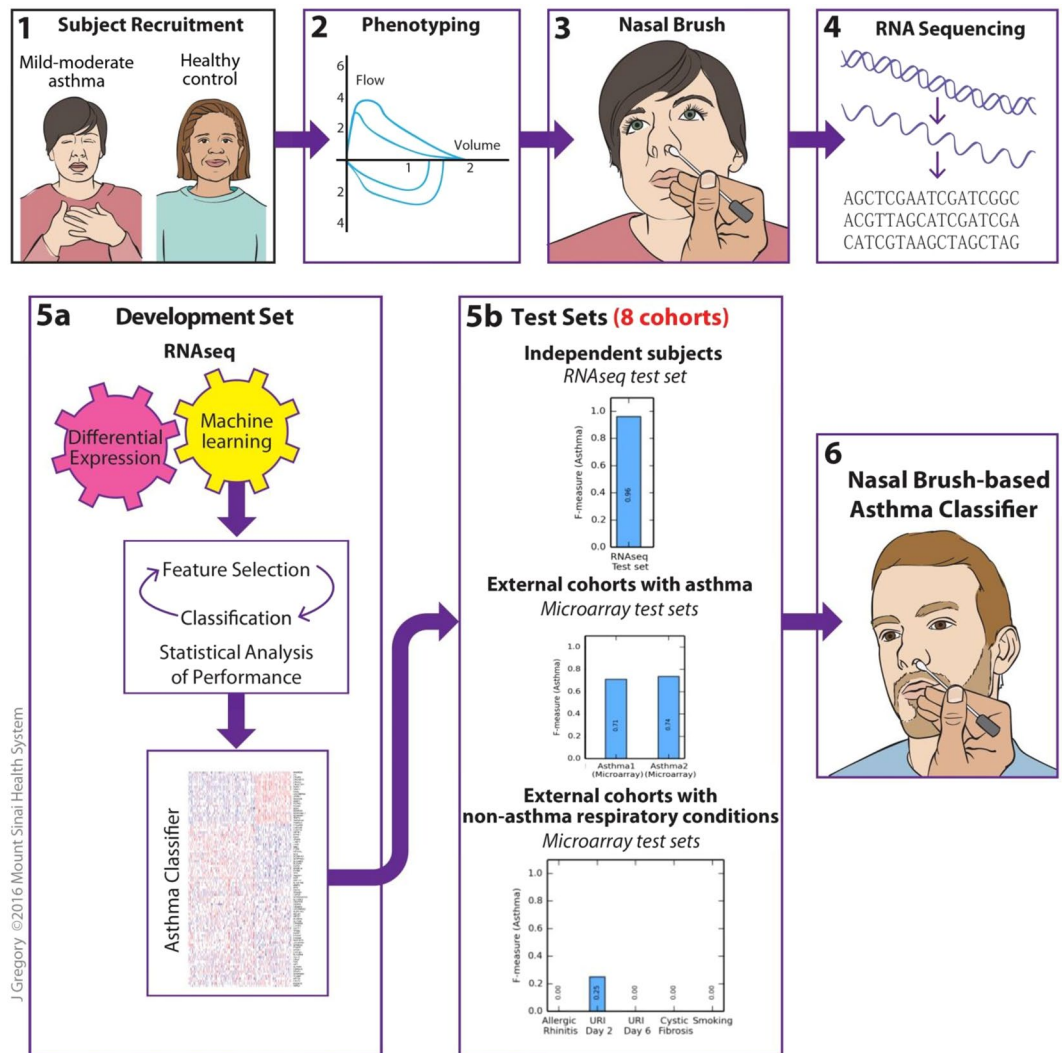 1 Subject Recruitment
Mild-moderate
asthma
Healthy
control
2 Phenotyping
6
Flow
4
2
Volume
1
2
2
4
3 Nasal Brush
4 RNA Sequencing
AGCTCGAATCGATCGGC
ACGTTAGCATCGATCGA
CATCGTAAGCTAGCTAG
5a Development Set
RNAseq
Differential
Expression
Machine
learning
Feature Selection
Classification
Statistical Analysis
of Performance
Asthma Classifier
5b Test Sets (8 cohorts)
Independent subjects
RNAseq test set
F-measure (Asthma)
1.0
0.8
0.6
0.4
0.2
0.0
0.96
RNAseq
Test set
External cohorts with asthma
Microarray test sets
F-measure (Asthma)
1.0
0.8
0.6
0.4
0.2
0.0
0.71
0.74
Asthma1
(Microarray)
Asthma2
(Microarray)
External cohorts with
non-asthma respiratory conditions
Microarray test sets
F-measure (Asthma)
1.0
0.8
0.6
0.4
0.2
0.0
0.00
0.25
0.00
0.00
0.00
Allergic
Rhinitis
URI
Day 2
URI
Day 6
Cystic
Fibrosis
Smoking
6 Nasal Brush-based
Asthma Classifier
J Gregory ©2016 Mount Sinai Health System